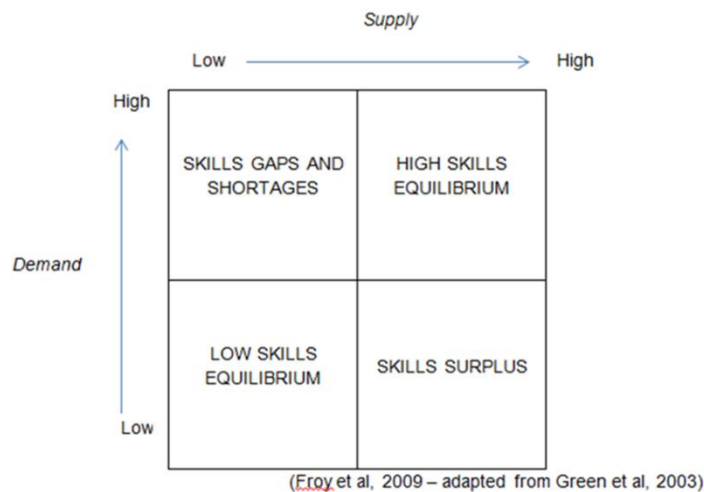 Supply
Low
High
High
SKILLS GAPS AND
SHORTAGES
HIGH SKILLS
EQUILIBRIUM
Demand
LOW SKILLS
EQUILIBRIUM
SKILLS SURPLUS
Low
(Froy et al, 2009 – adapted from Green et al, 2003)